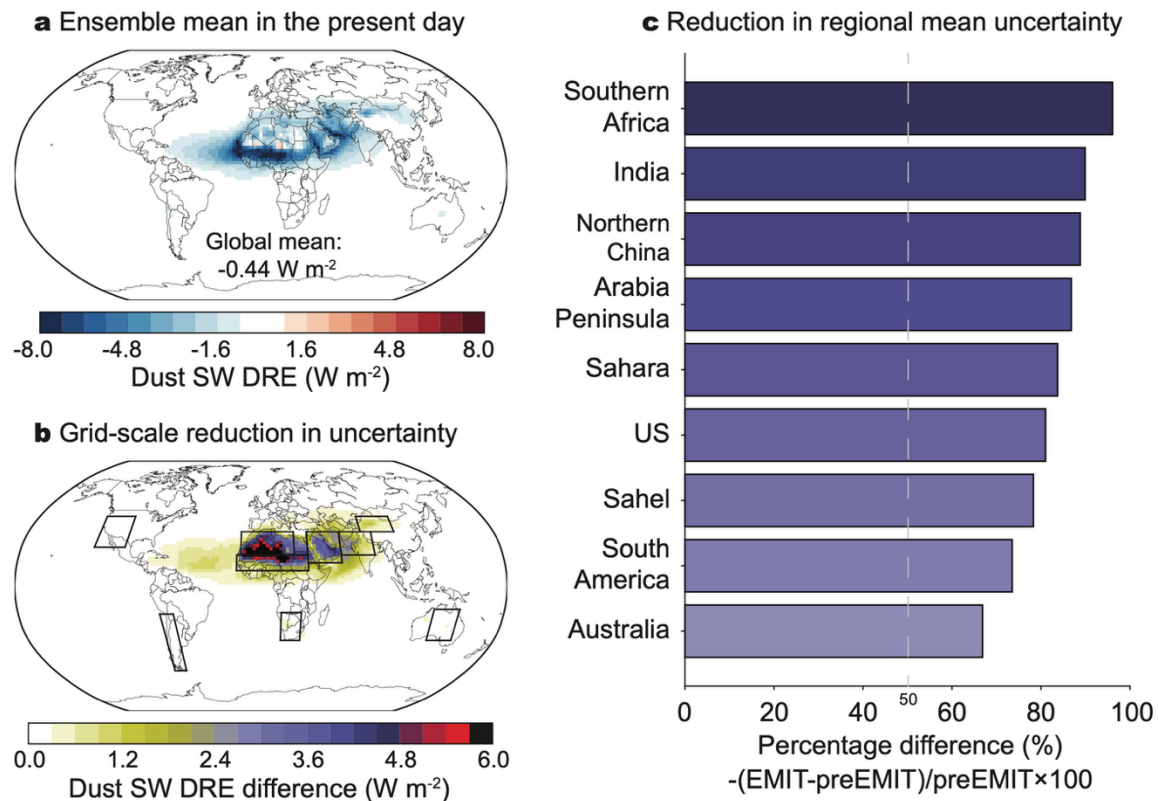 a Ensemble mean in the present day
Global mean:
-0.44 W m⁻²
-8.0 -4.8 -1.6 1.6 4.8 8.0
Dust SW DRE (W m⁻²)
b Grid-scale reduction in uncertainty
0.0 1.2 2.4 3.6 4.8 6.0
Dust SW DRE difference (W m⁻²)
c Reduction in regional mean uncertainty
Southern
Africa
India
Northern
China
Arabia
Peninsula
Sahara
US
Sahel
South
America
Australia
0 20 40 50 60 80 100
Percentage difference (%)
-(EMIT-preEMIT)/preEMIT×100